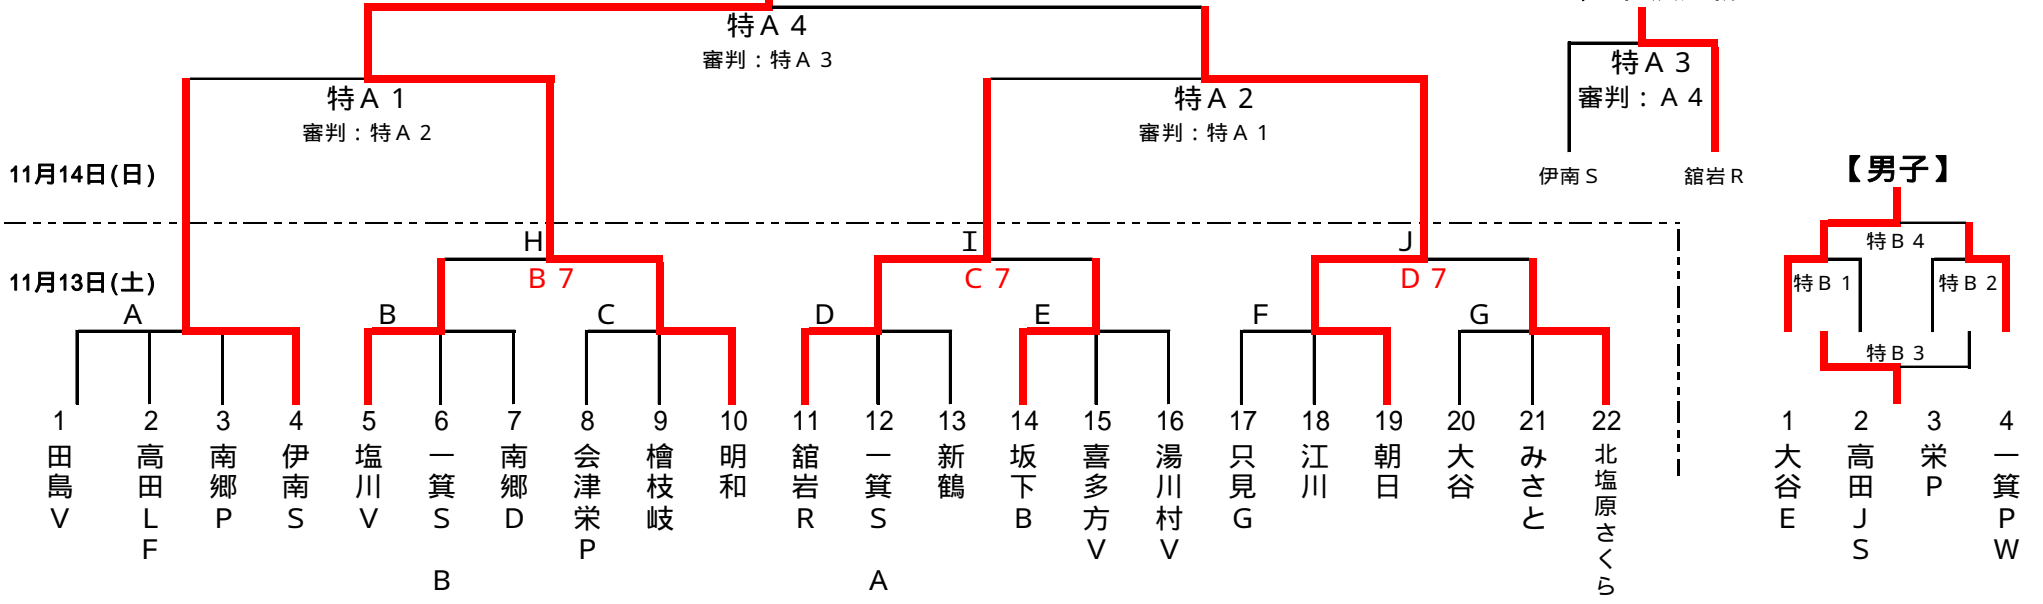 特A 4
審判：特A 3
特A 3
審判：A 4
特A 1
審判：特A 2
特A 2
審判：特A 1
11月14日(日)
伊南S
舘岩R
【男子】
H
I
J
特B 4
11月13日(土)
B 7
C 7
D 7
特B 1
特B 2
A
B
C
D
E
F
G
特B 3
1
2
3
4
5
6
7
8
9
10
11
12
13
14
15
16
17
18
19
20
21
22
1
2
3
4
田島V
高田LF
南郷P
伊南S
塩川V
一箕S B
南郷D
会津栄P
檜枝岐
明和
舘岩R
一箕S A
新鶴
坂下B
喜多方V
湯川村V
只見G
江川
朝日
大谷
みさと
北塩原さくら
大谷E
高田JS
栄P
一箕PW